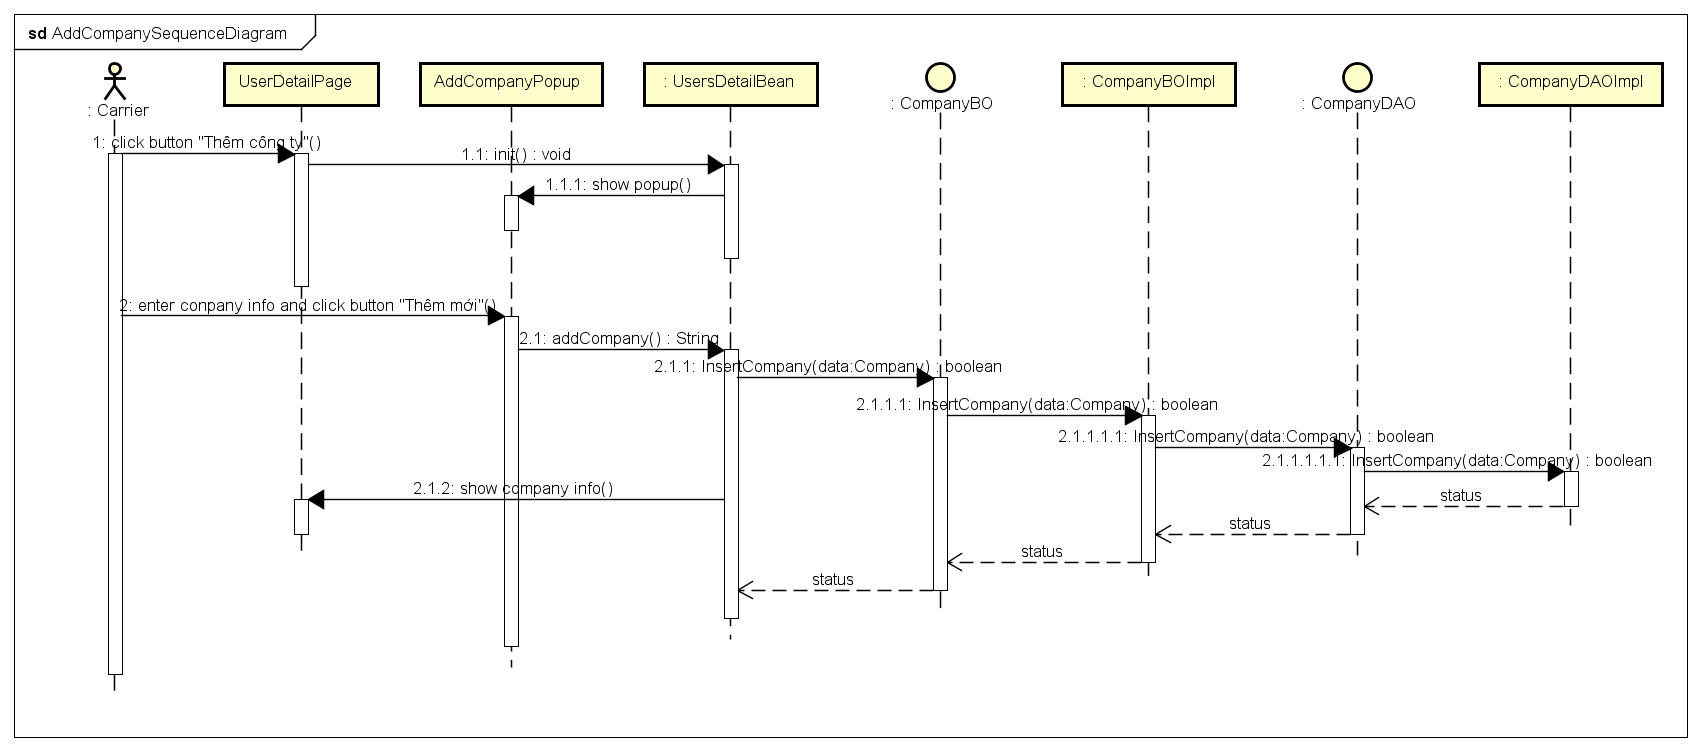 sd AddCompanySequenceDiagram
: Carrier
UserDetailPage
AddCompanyPopup
: UsersDetailBean
: CompanyBO
: CompanyBOImpl
: CompanyDAO
: CompanyDAOImpl
1: click button "Thêm công ty"()
1.1: init() : void
1.1.1: show popup()
2: enter conpany info and click button "Thêm mới"()
2.1: addCompany() : String
2.1.1: InsertCompany(data:Company) : boolean
2.1.1.1: InsertCompany(data:Company) : boolean
2.1.1.1.1: InsertCompany(data:Company) : boolean
2.1.1.1.1.1: InsertCompany(data:Company) : boolean
2.1.2: show company info()
status
status
status
status